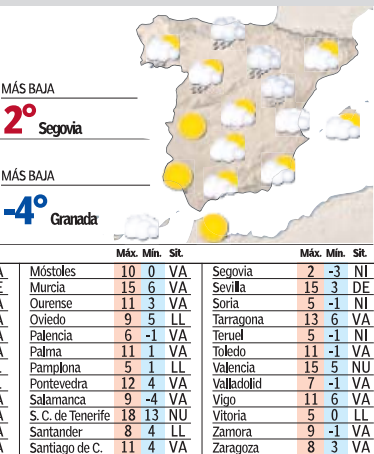 MÁS BAJA
2° Segovia
MÁS BAJA
-4° Granada
Máx. Mín. Sit.
Móstoles 10 0 VA
Murcia 15 6 VA
Ourense 11 3 VA
Oviedo 9 5 LL
Palencia 6 -1 VA
Palma 11 1 VA
Pamplona 5 1 LL
Pontevedra 12 4 VA
Salamanca 9 -4 VA
S. C. de Tenerife 18 13 NU
Santander 8 4 LL
Santiago de C. 11 4 VA
Máx. Mín. Sit.
Segovia 2 -3 NI
Sevilla 15 3 DE
Soria 5 -1 NI
Tarragona 13 6 VA
Teruel 5 -1 NI
Toledo 11 -1 VA
Valencia 15 5 NU
Valladolid 7 -1 VA
Vigo 11 6 VA
Vitoria 5 0 LL
Zamora 9 -1 VA
Zaragoza 8 3 VA